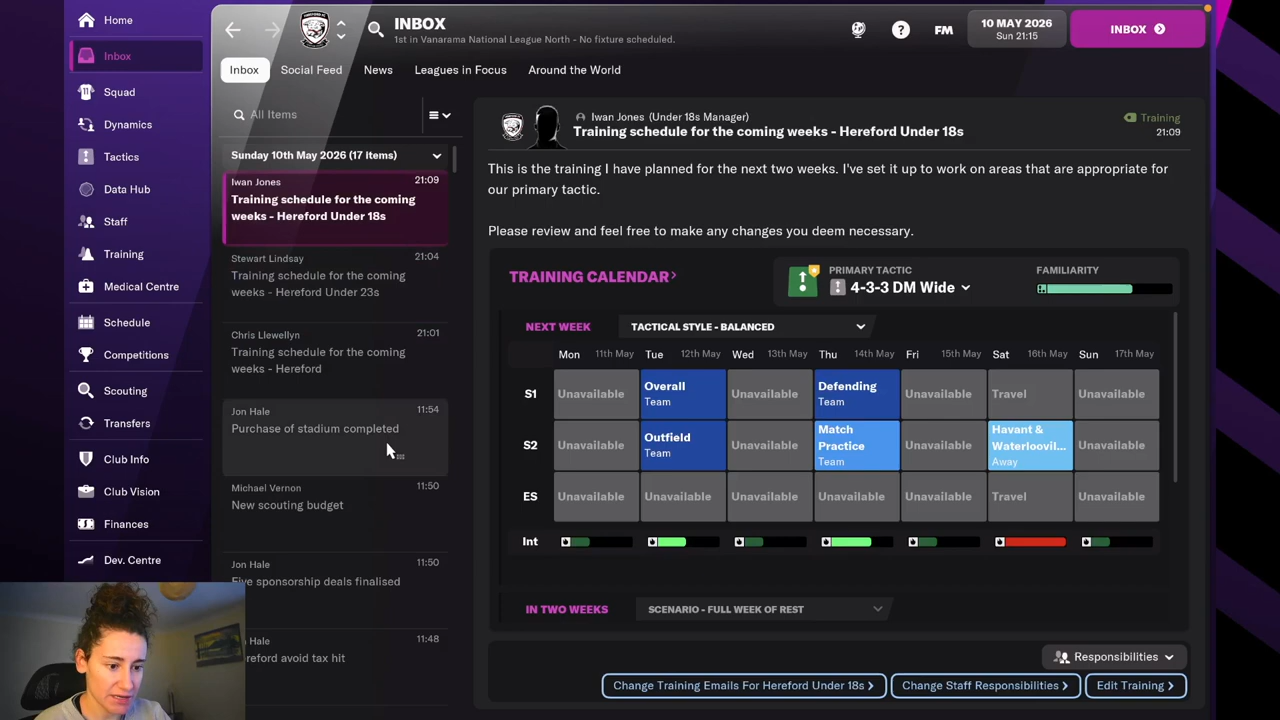 Home
Inbox
Squad
Dynamics
Tactics
Data Hub
Staff
Training
Medical Centre
Schedule
Competitions
Scouting
Transfers
Club Info
Club Vision
Finances
Dev. Centre
INBOX
1st in Vanarama National League North - No fixture scheduled.
?
FM
10 MAY 2026
Sun 21:15
INBOX
Inbox
Social Feed
News
Leagues in Focus
Around the World
All Items
Sunday 10th May 2026 (17 Items)
Iwan Jones 21:09
Training schedule for the coming
weeks - Hereford Under 18s
Stewart Lindsay 21:04
Training schedule for the coming
weeks - Hereford Under 23s
Chris Llewellyn 21:01
Training schedule for the coming
weeks - Hereford
Jon Hale 11:54
Purchase of stadium completed
Michael Vernon 11:50
New scouting budget
Jon Hale 11:50
Five sponsorship deals finalised
Hale 11:48
Hereford avoid tax hit
Iwan Jones (Under 18s Manager)
Training schedule for the coming weeks - Hereford Under 18s
Training
21:09
This is the training I have planned for the next two weeks. I've set it up to work on areas that are appropriate for
our primary tactic.
Please review and feel free to make any changes you deem necessary.
TRAINING CALENDAR
PRIMARY TACTIC
4-3-3 DM Wide
FAMILIARITY
NEXT WEEK
TACTICAL STYLE - BALANCED
Mon 11th May Tue 12th May Wed 13th May Thu 14th May Fri 15th May Sat 16th May Sun 17th May
S1 Unavailable Overall Team Unavailable Defending Team Unavailable Travel Unavailable
S2 Unavailable Outfield Team Unavailable Match Practice Team Unavailable Havant & Waterloovil... Away Unavailable
ES Unavailable Unavailable Unavailable Unavailable Unavailable Travel Unavailable
Int
IN TWO WEEKS
SCENARIO - FULL WEEK OF REST
Responsibilities
Change Training Emails For Hereford Under 18s
Change Staff Responsibilities
Edit Training